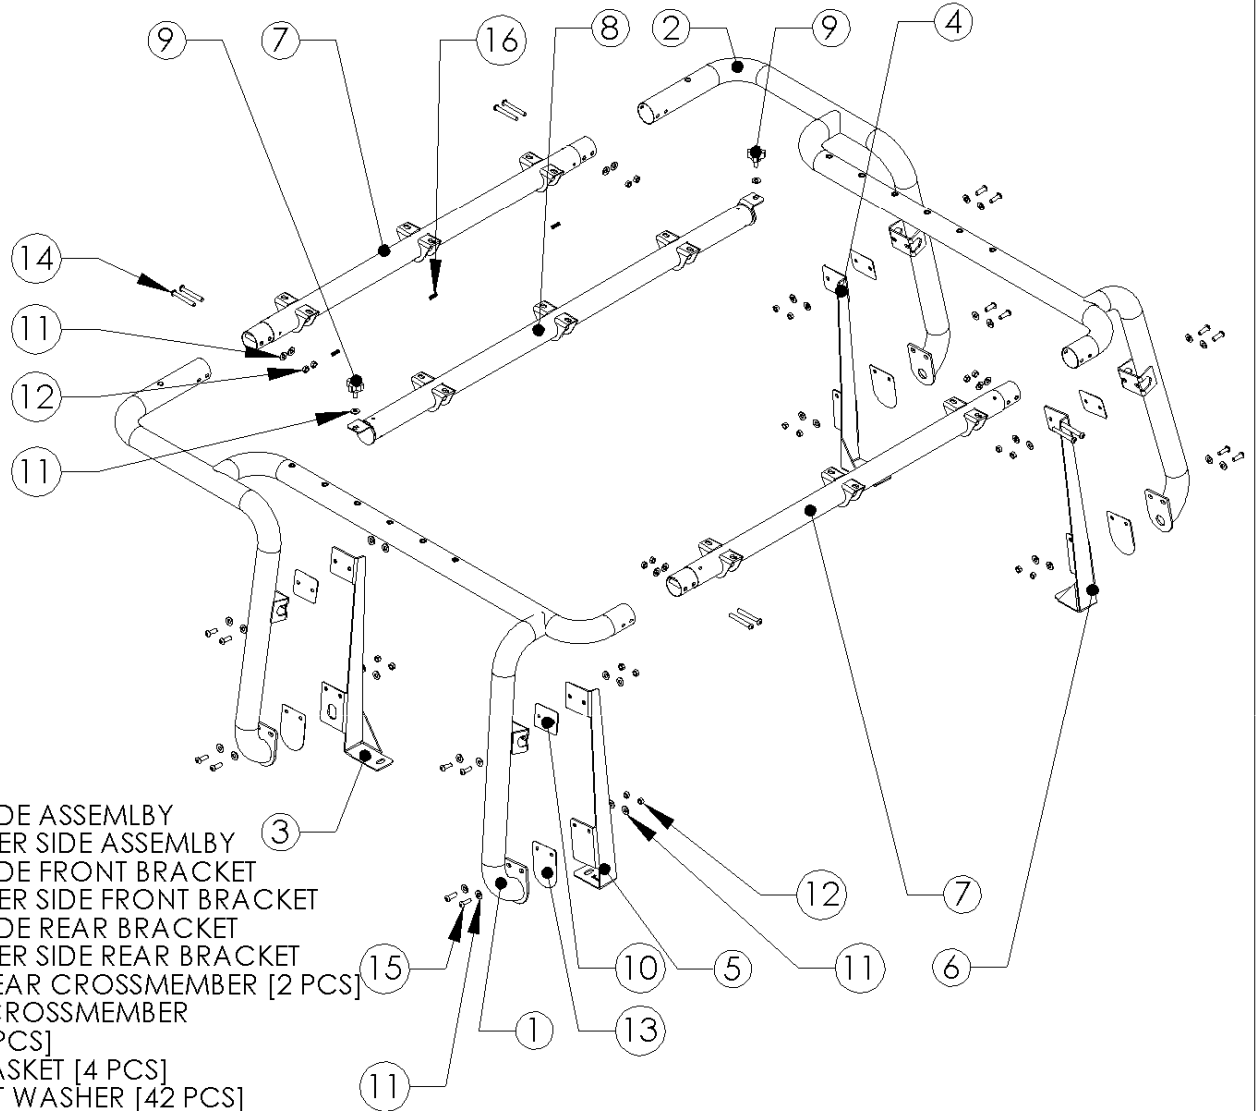 9 7 16 8 2 9 4
14
11
12
11
3
12 7
15 10 5 11 6
1 13
11
DE ASSEMLBY
ER SIDE ASSEMLBY
DE FRONT BRACKET
ER SIDE FRONT BRACKET
DE REAR BRACKET
ER SIDE REAR BRACKET
EAR CROSSMEMBER [2 PCS]
CROSSMEMBER
PCS]
ASKET [4 PCS]
T WASHER [42 PCS]